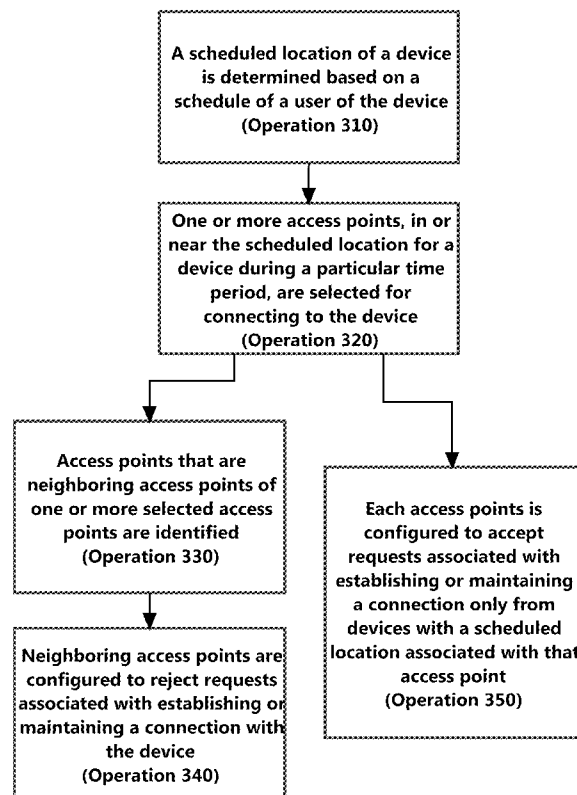 A scheduled location of a device
is determined based on a
schedule of a user of the device
(Operation 310)
One or more access points, in or
near the scheduled location for a
device during a particular time
period, are selected for
connecting to the device
(Operation 320)
Access points that are
neighboring access points of
one or more selected access
points are identified
(Operation 330)
Neighboring access points are
configured to reject requests
associated with establishing or
maintaining a connection with
the device
(Operation 340)
Each access points is
configured to accept
requests associated with
establishing or maintaining
a connection only from
devices with a scheduled
location associated with that
access point
(Operation 350)